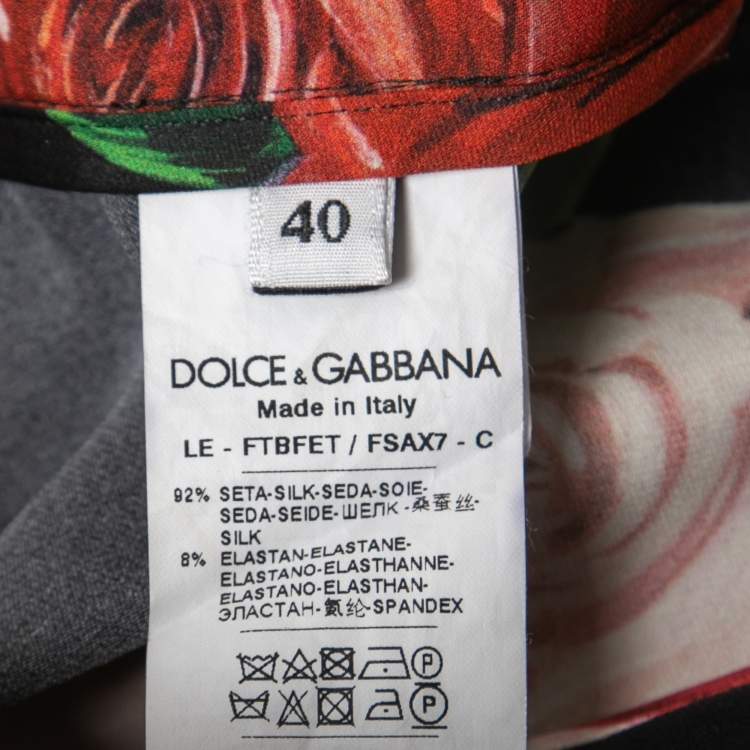 40
DOLCE & GABBANA
Made in Italy
LE - FTBFET / FSAX7 - C
92% SETA-SILK-SEDA-SOIE-
SEDA-SEIDE-ШЕЛК-桑蚕丝-
SILK
8% ELASTAN-ELASTANE-
ELASTANO-ELASTHANNE-
ELASTANO-ELASTHAN-
ЭЛАСТАН-氨纶-SPANDEX
P
P